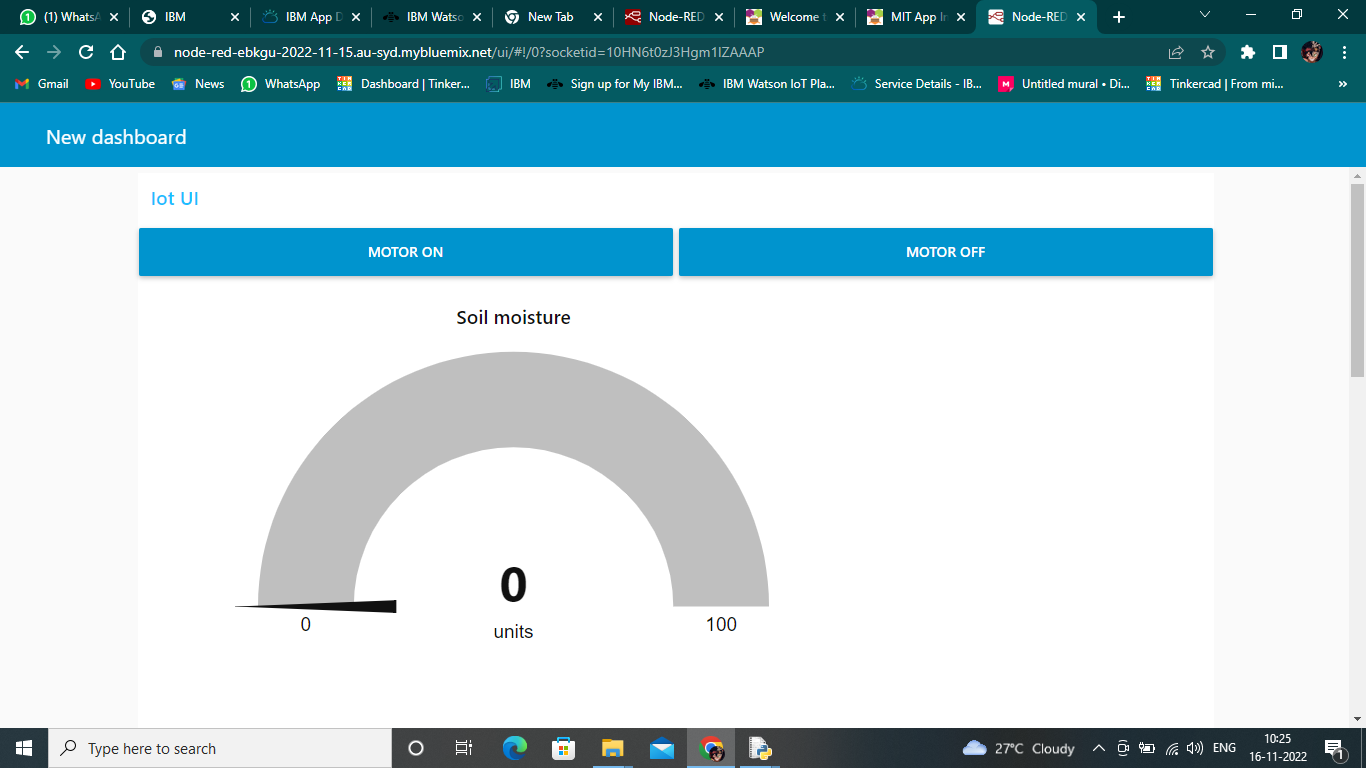 (1) WhatsA
IBM
IBM App D
IBM Watso
New Tab
Node-RED
Welcome t
MIT App In
Node-RED
node-red-ebkgu-2022-11-15.au-syd.mybluemix.net/ui/#!/0?socketid=10HN6t0zJ3Hgm1IZAAAP
Gmail
YouTube
News
WhatsApp
Dashboard | Tinker...
IBM
Sign up for My IBM...
IBM Watson IoT Pla...
Service Details - IB...
Untitled mural • Di...
Tinkercad | From mi...
New dashboard
Iot UI
MOTOR ON
MOTOR OFF
Soil moisture
0
units
0
100
Type here to search
27°C Cloudy
ENG
10:25
16-11-2022
1